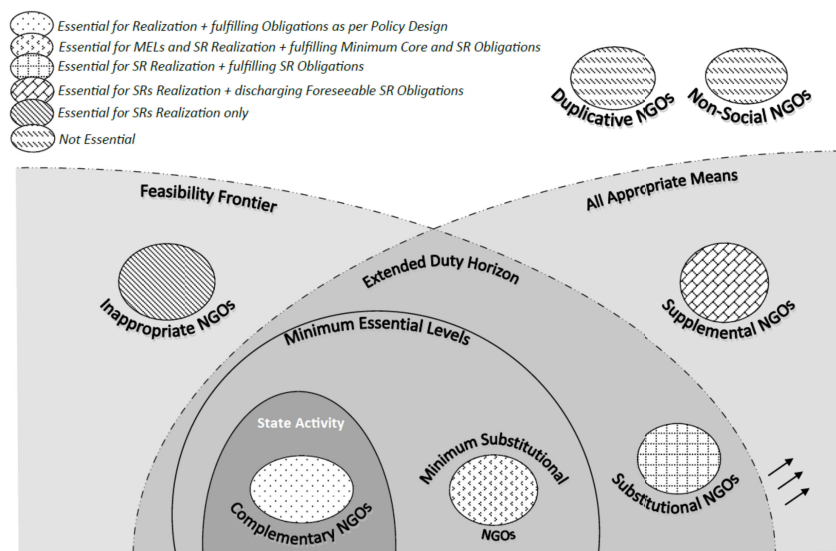 Essential for Realization + fulfilling Obligations as per Policy Design
Essential for MELs and SR Realization + fulfilling Minimum Core and SR Obligations
Essential for SR Realization + fulfilling SR Obligations
Essential for SRs Realization + discharging Foreseeable SR Obligations
Essential for SRs Realization only
Not Essential
Duplicative NGOs
Non-Social NGOs
Feasibility Frontier
All Appropriate Means
Extended Duty Horizon
Inappropriate NGOs
Supplemental NGOs
Minimum Essential Levels
State Activity
Complementary NGOs
Minimum Substitutional
NGOs
Substitutional NGOs